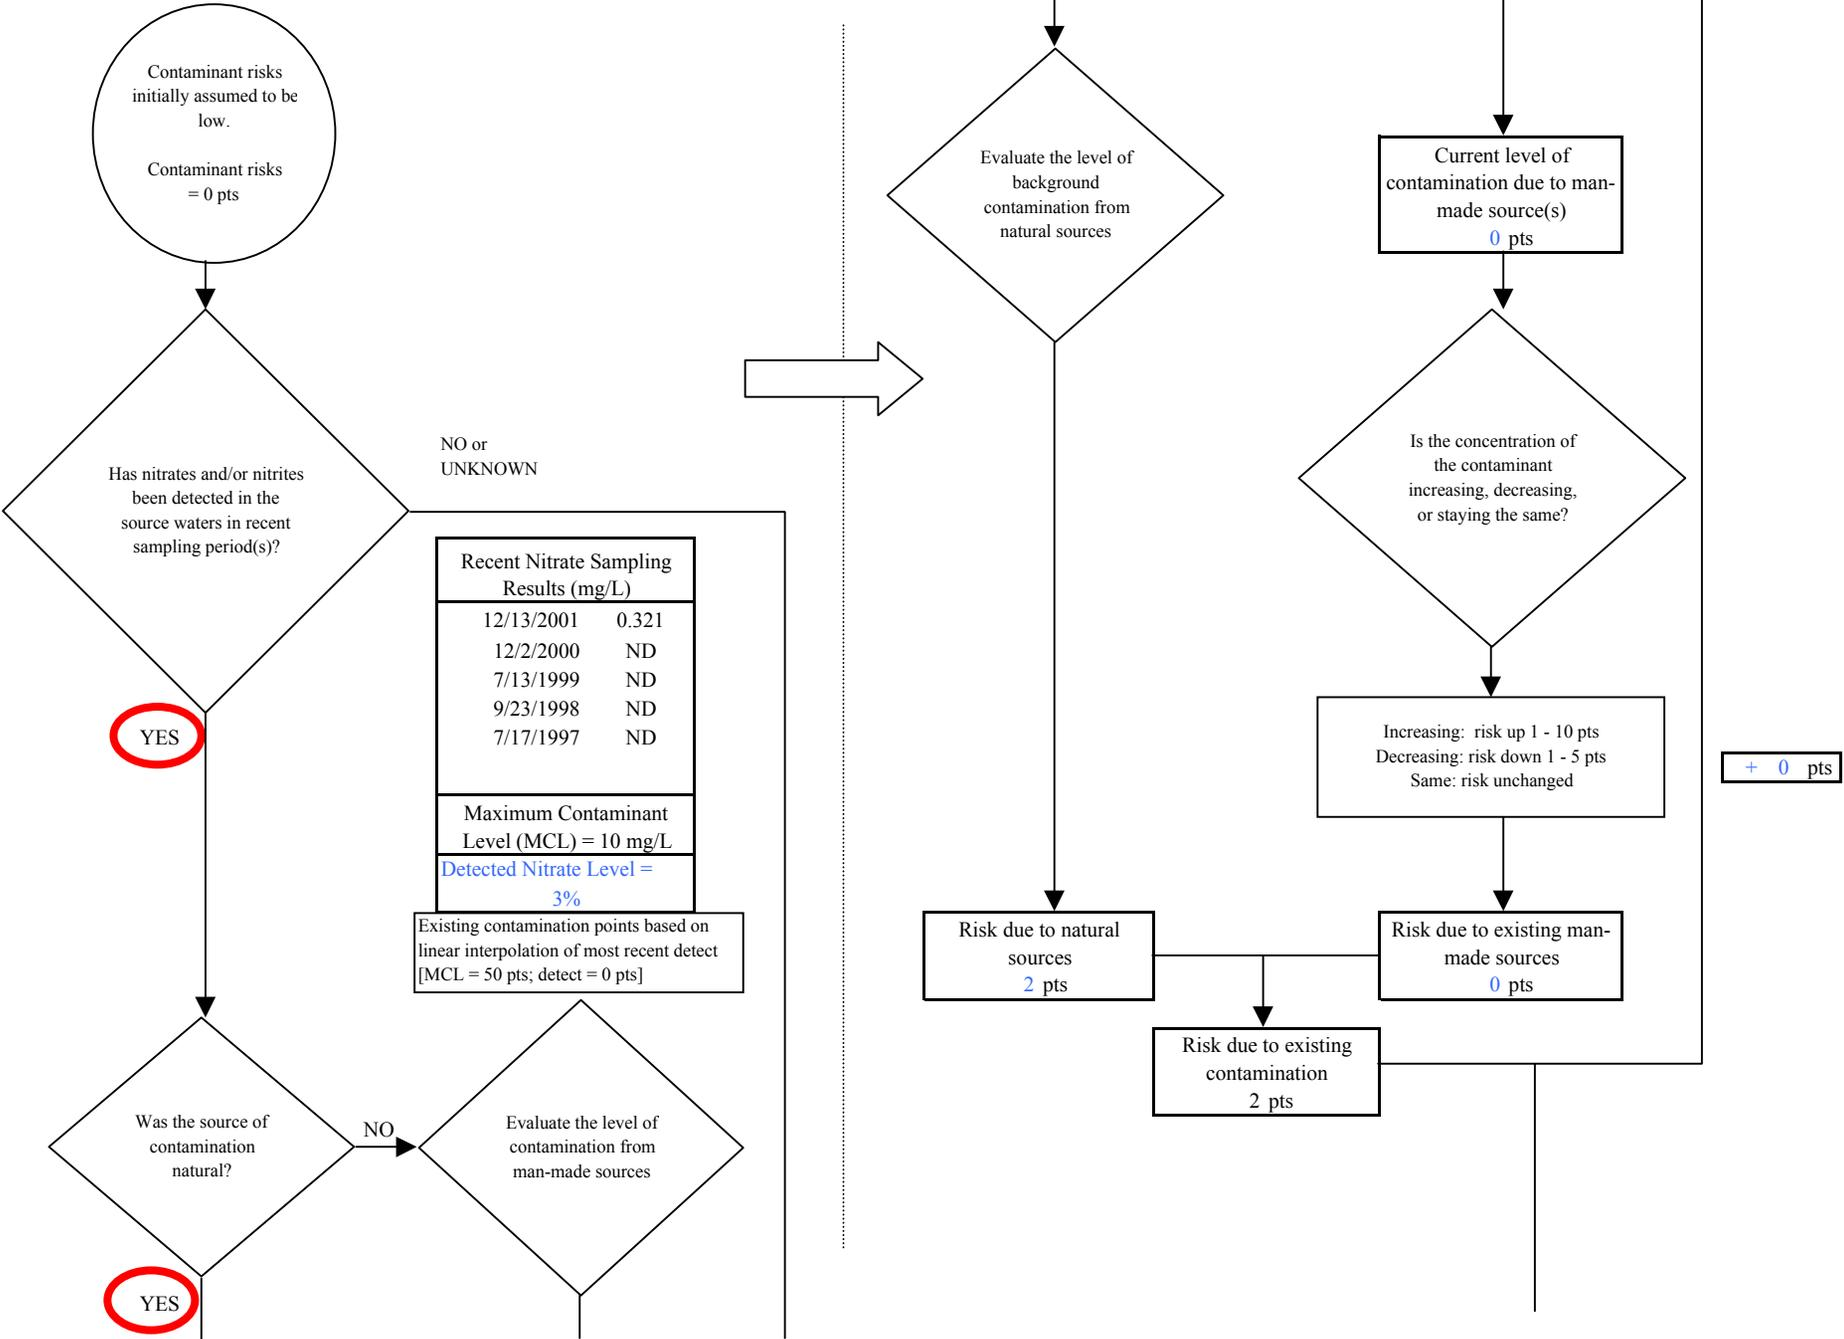 Contaminant risks
initially assumed to be
low.
Contaminant risks
= 0 pts
Has nitrates and/or nitrites
been detected in the
source waters in recent
sampling period(s)?
NO or
UNKNOWN
YES
Recent Nitrate Sampling
Results (mg/L)
12/13/2001 0.321
12/2/2000 ND
7/13/1999 ND
9/23/1998 ND
7/17/1997 ND
Maximum Contaminant
Level (MCL) = 10 mg/L
Detected Nitrate Level =
3%
Existing contamination points based on
linear interpolation of most recent detect
[MCL = 50 pts; detect = 0 pts]
Was the source of
contamination
natural?
NO
Evaluate the level of
contamination from
man-made sources
YES
Evaluate the level of
background
contamination from
natural sources
Current level of
contamination due to man-
made source(s)
0 pts
Is the concentration of
the contaminant
increasing, decreasing,
or staying the same?
Increasing: risk up 1 - 10 pts
Decreasing: risk down 1 - 5 pts
Same: risk unchanged
+ 0 pts
Risk due to natural
sources
2 pts
Risk due to existing man-
made sources
0 pts
Risk due to existing
contamination
2 pts